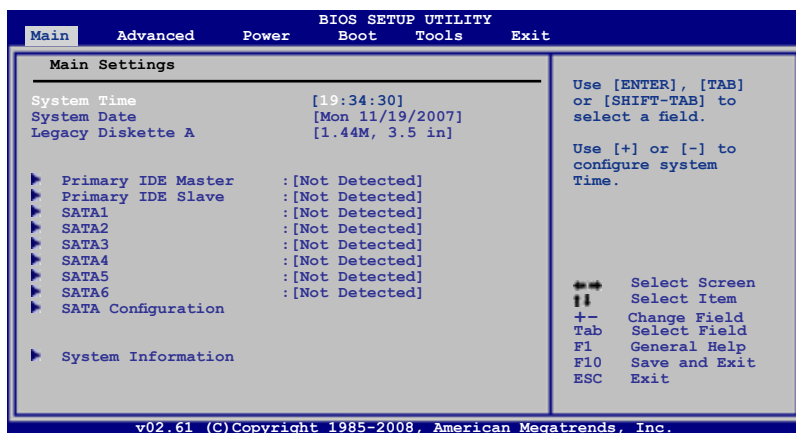 BIOS SETUP UTILITY
Main Advanced Power Boot Tools Exit
Main Settings
System Time [19:34:30]
System Date [Mon 11/19/2007]
Legacy Diskette A [1.44M, 3.5 in]
Primary IDE Master :[Not Detected]
Primary IDE Slave :[Not Detected]
SATA1 :[Not Detected]
SATA2 :[Not Detected]
SATA3 :[Not Detected]
SATA4 :[Not Detected]
SATA5 :[Not Detected]
SATA6 :[Not Detected]
SATA Configuration
System Information
Use [ENTER], [TAB]
or [SHIFT-TAB] to
select a field.
Use [+] or [-] to
configure system
Time.
Select Screen
Select Item
+- Change Field
Tab Select Field
F1 General Help
F10 Save and Exit
ESC Exit
v02.61 (C)Copyright 1985-2008, American Megatrends, Inc.